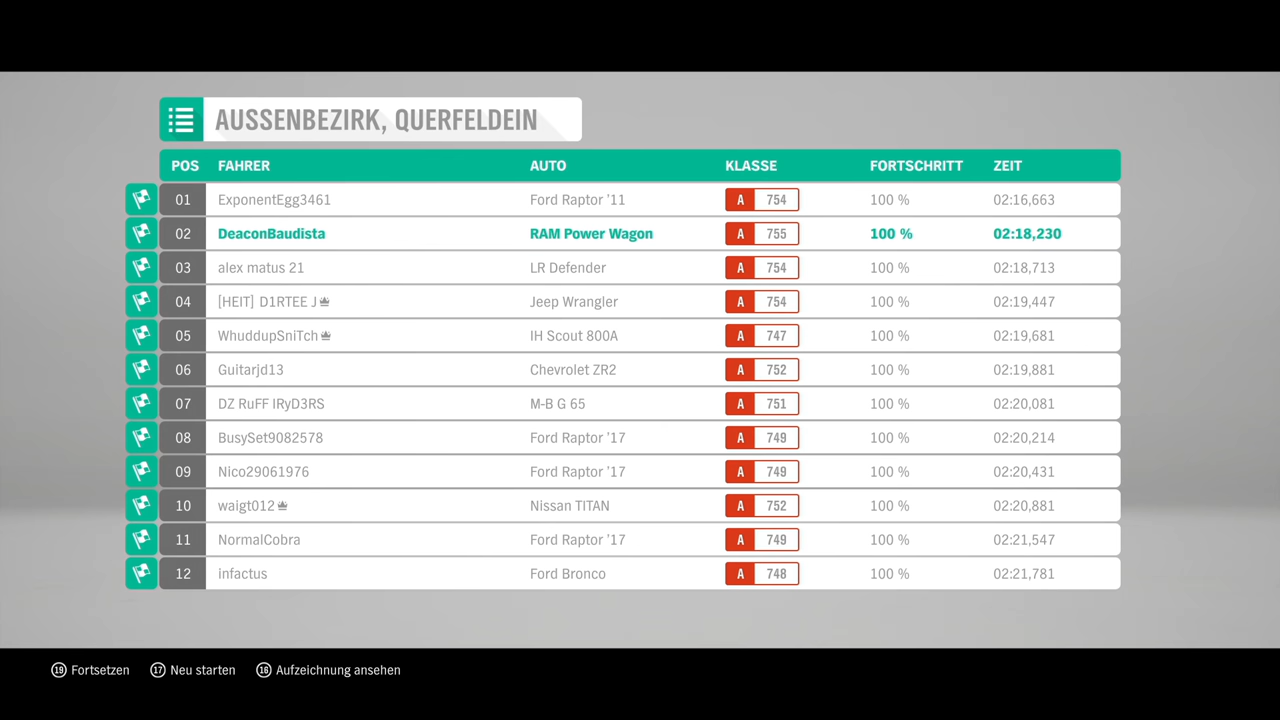 AUSSENBEZIRK, QUERFELDEIN
POS FAHRER AUTO KLASSE FORTSCHRITT ZEIT
01 ExponentEgg3461 Ford Raptor '11 A 754 100 % 02:16,663
02 DeaconBaudista RAM Power Wagon A 755 100 % 02:18,230
03 alex matus 21 LR Defender A 754 100 % 02:18,713
04 [HEIT] D1RTEE J Jeep Wrangler A 754 100 % 02:19,447
05 WhuddupSniTch IH Scout 800A A 747 100 % 02:19,681
06 Guitarjd13 Chevrolet ZR2 A 752 100 % 02:19,881
07 DZ RuFF IRyD3RS M-B G 65 A 751 100 % 02:20,081
08 BusySet9082578 Ford Raptor '17 A 749 100 % 02:20,214
09 Nico29061976 Ford Raptor '17 A 749 100 % 02:20,431
10 waigt012 Nissan TITAN A 752 100 % 02:20,881
11 NormalCobra Ford Raptor '17 A 749 100 % 02:21,547
12 infactus Ford Bronco A 748 100 % 02:21,781
19 Fortsetzen 17 Neu starten 16 Aufzeichnung ansehen